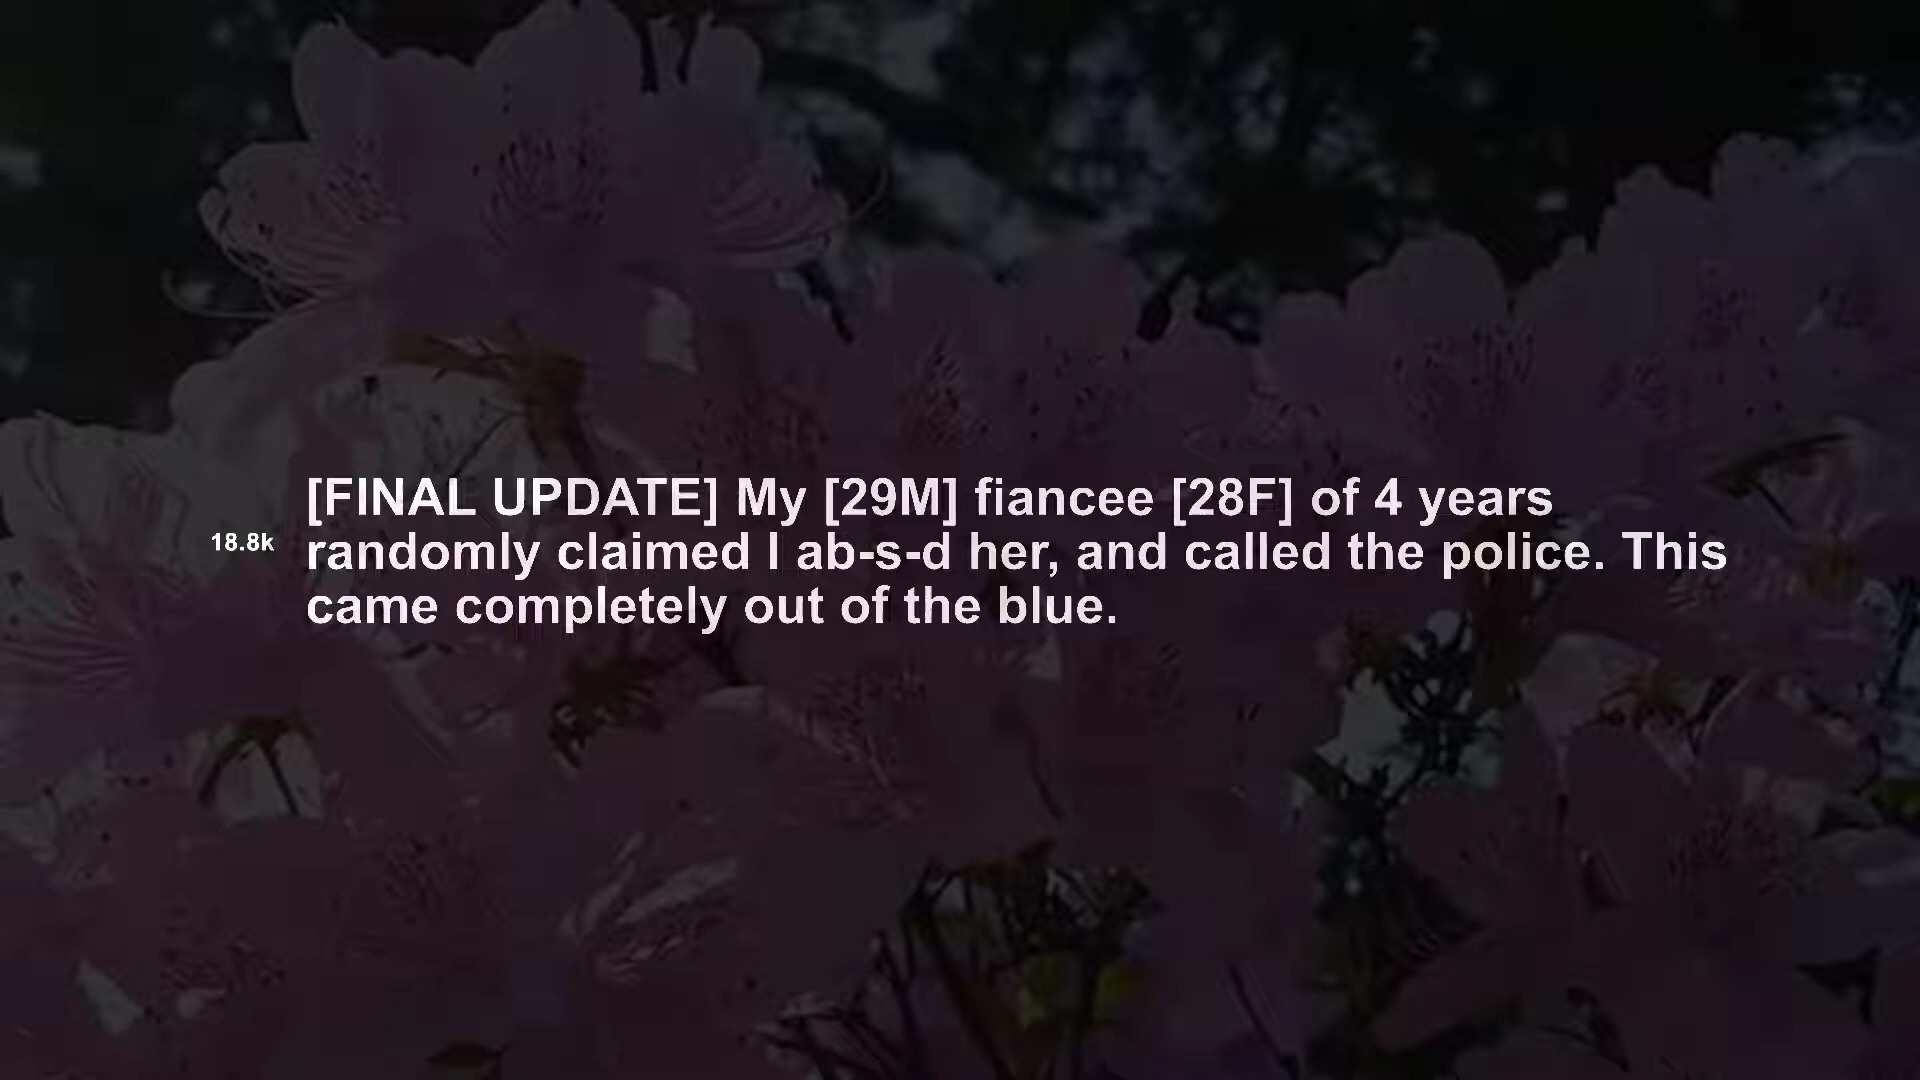 [FINAL UPDATE] My [29M] fiancee [28F] of 4 years
18.8k
randomly claimed I ab-s-d her, and called the police. This
came completely out of the blue.